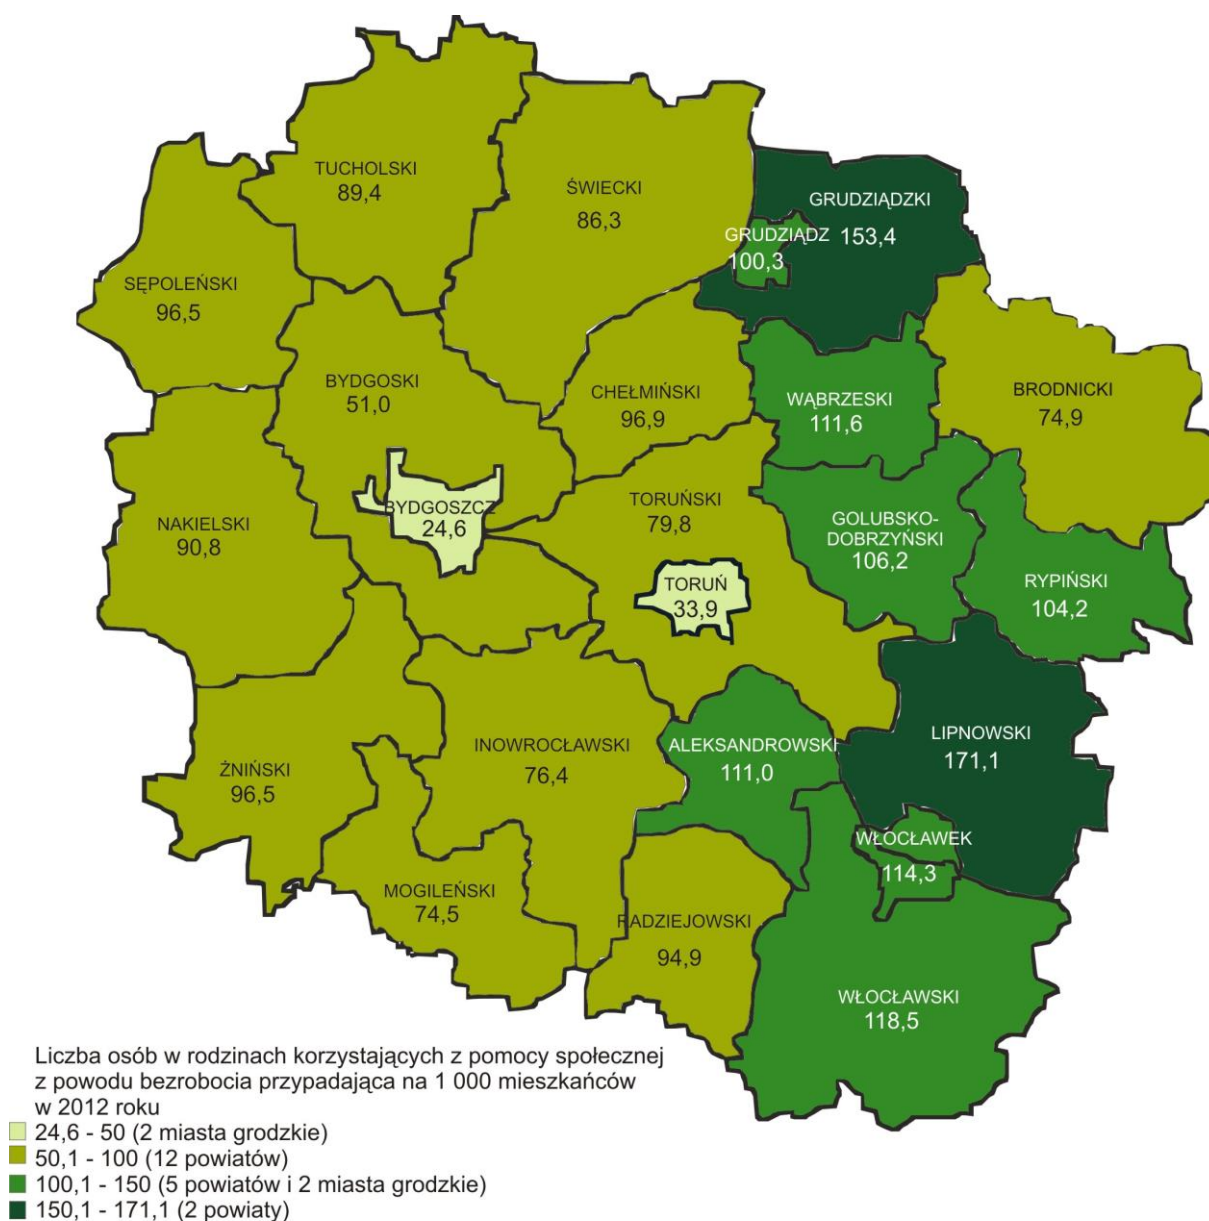 TUCHOLSKI
89,4
ŚWIECKI
86,3
GRUDZIĄDZKI
153,4
GRUDZIĄDZ
100,3
SĘPOLEŃSKI
96,5
BYDGOSKI
51,0
CHEŁMIŃSKI
96,9
WĄBRZESKI
111,6
BRODNICKI
74,9
NAKIELSKI
90,8
BYDGOSZCZ
24,6
TORUŃSKI
79,8
GOLUBSKO-
DOBRZYŃSKI
106,2
RYPIŃSKI
104,2
TORUŃ
33,9
ŻNIŃSKI
96,5
INOWROCŁAWSKI
76,4
ALEKSANDROWSKI
111,0
LIPNOWSKI
171,1
WŁOCŁAWEK
114,3
MOGILEŃSKI
74,5
RADZIEJOWSKI
94,9
WŁOCŁAWSKI
118,5
Liczba osób w rodzinach korzystających z pomocy społecznej
z powodu bezrobocia przypadająca na 1 000 mieszkańców
w 2012 roku
24,6 - 50 (2 miasta grodzkie)
50,1 - 100 (12 powiatów)
100,1 - 150 (5 powiatów i 2 miasta grodzkie)
150,1 - 171,1 (2 powiaty)